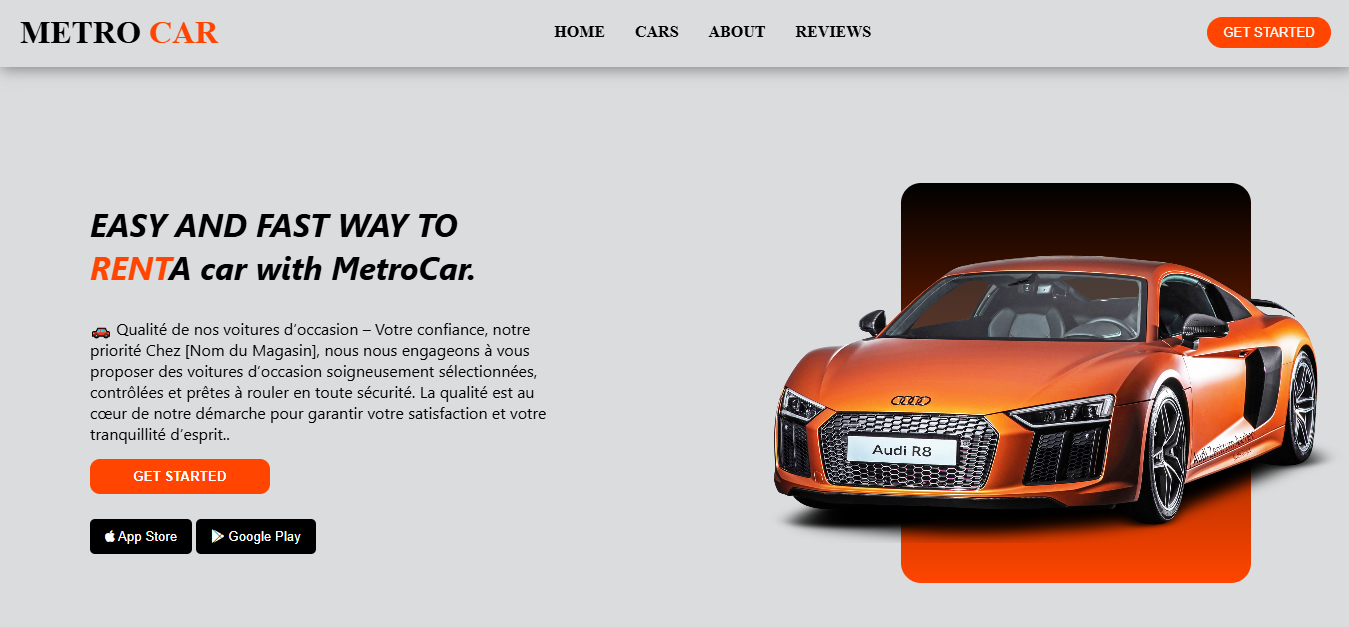 METRO CAR
HOME CARS ABOUT REVIEWS
GET STARTED
EASY AND FAST WAY TO
RENTA car with MetroCar.
🚗 Qualité de nos voitures d’occasion – Votre confiance, notre
priorité Chez [Nom du Magasin], nous nous engageons à vous
proposer des voitures d’occasion soigneusement sélectionnées,
contrôlées et prêtes à rouler en toute sécurité. La qualité est au
cœur de notre démarche pour garantir votre satisfaction et votre
tranquillité d’esprit..
GET STARTED
App Store
Google Play
Audi R8